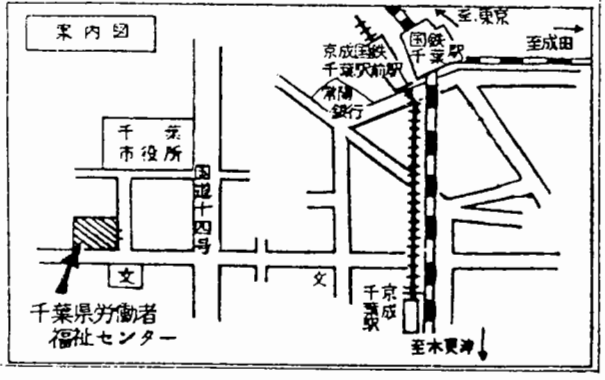 案内図
至.東京
国鉄
千葉駅
至成田
京成国鉄
千葉駅前駅
常陽
銀行
千葉
市役所
国道十四号
文
文
京成
千葉駅
千葉県労働者
福祉センター
至木更津